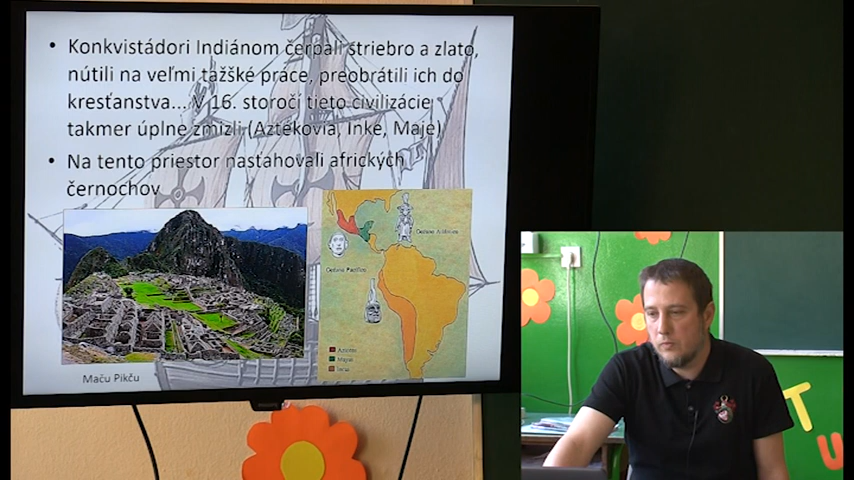 • Konkvistádori Indiánom čerpali striebro a zlato,
nútili na veľmi ťažšké práce, preobrátili ich do
kresťanstva... V 16. storočí tieto civilizácie
takmer úplne zmizli (Aztékovia, Inke, Maje)
• Na tento priestor nasťahovali afrických
černochov
Oceano Atlántico
Oceano Pacífico
Aztecas
Mayas
Incas
Maču Pikču
T
U